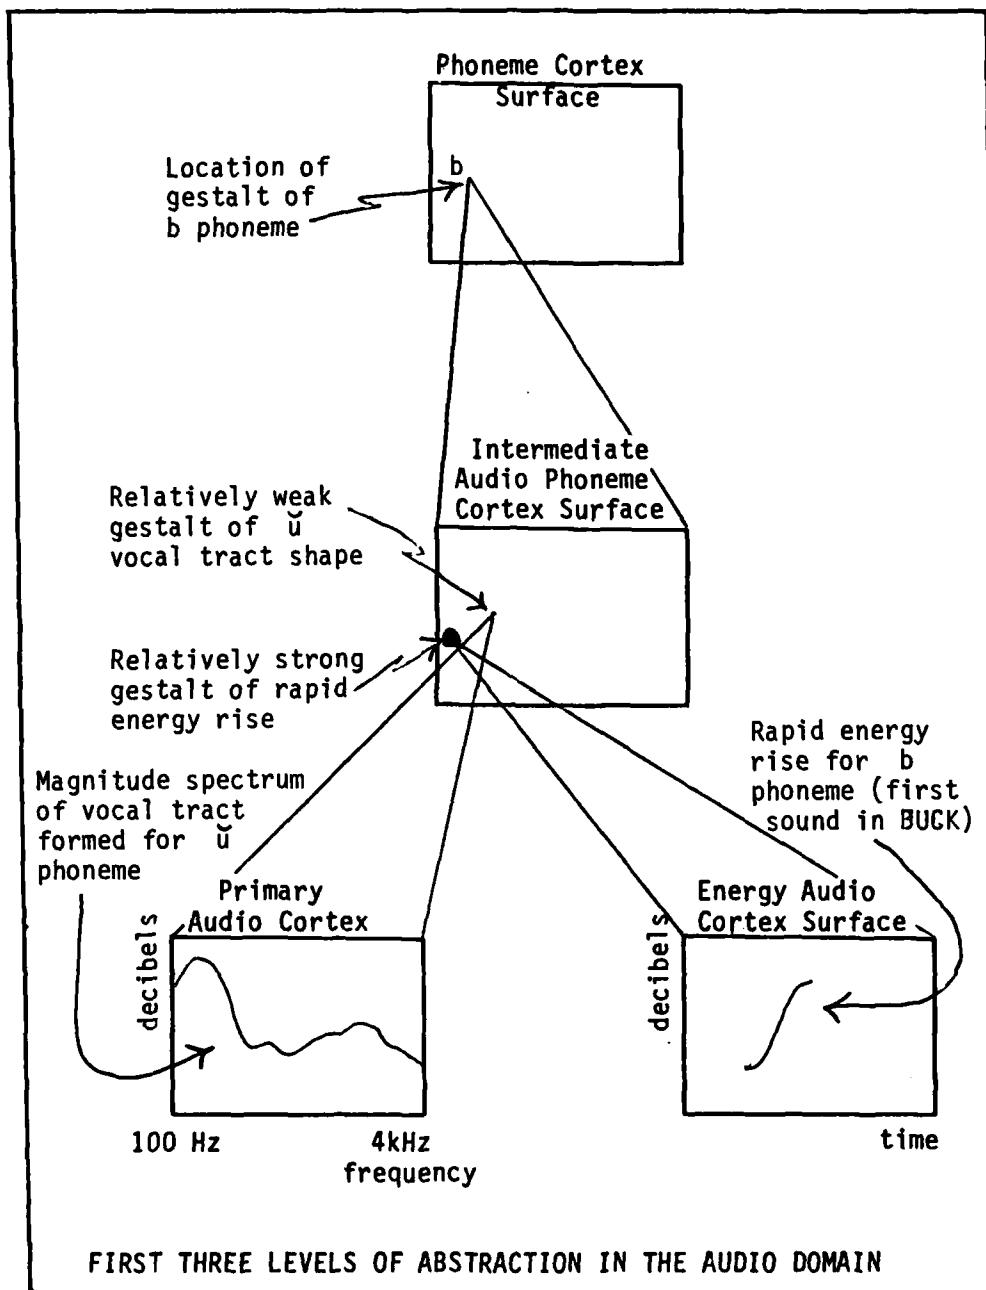 Phoneme Cortex
Surface
Location of
gestalt of
b phoneme
b
Intermediate
Audio Phoneme
Cortex Surface
Relatively weak
gestalt of ŭ
vocal tract shape
Relatively strong
gestalt of rapid
energy rise
Rapid energy
rise for b
phoneme (first
sound in BUCK)
Magnitude spectrum
of vocal tract
formed for ŭ
phoneme
Primary
Audio Cortex
decibels
100 Hz
4kHz
frequency
Energy Audio
Cortex Surface
decibels
time
FIRST THREE LEVELS OF ABSTRACTION IN THE AUDIO DOMAIN